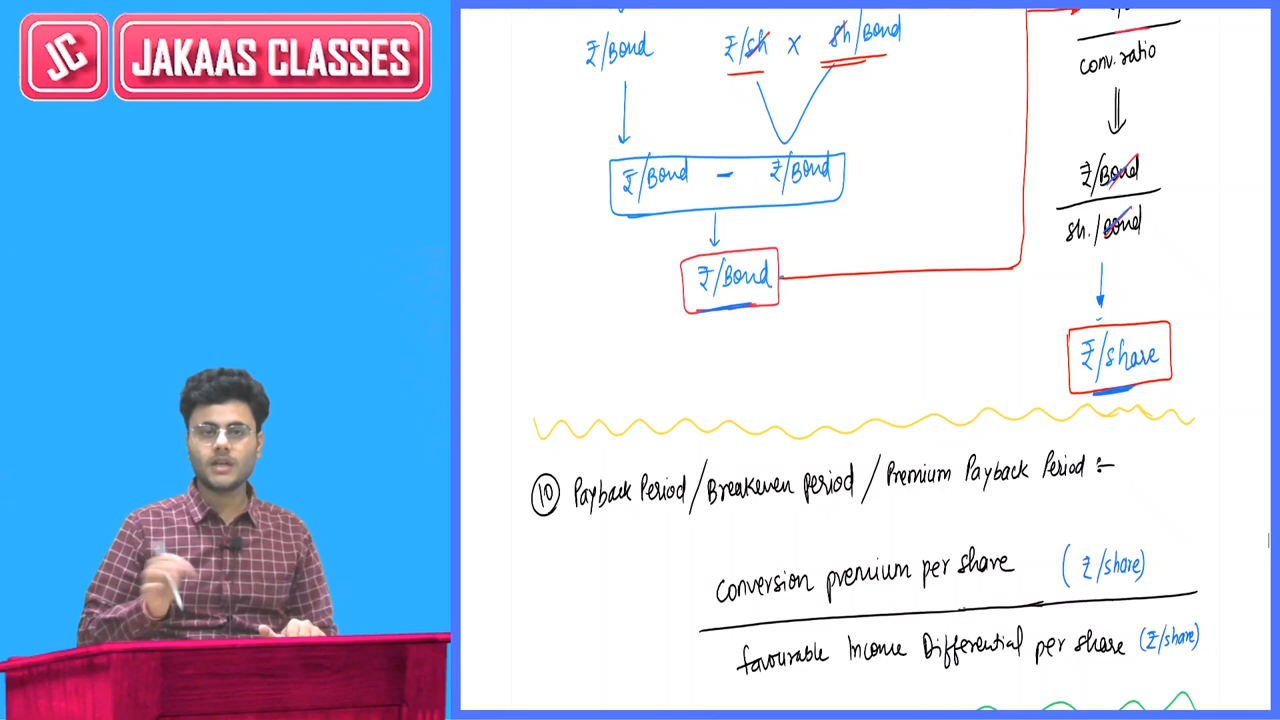 JC
JAKAAS CLASSES
₹/Bond ₹/sh x sh/Bond
conv. ratio
₹/Bond - ₹/Bond
₹/Bond
sh./Bond
₹/Bond
₹/share
10 Payback Period/Breakeven period/Premium Payback Period :-
conversion premium per share (₹/share)
favourable Income Differential per share (₹/share)